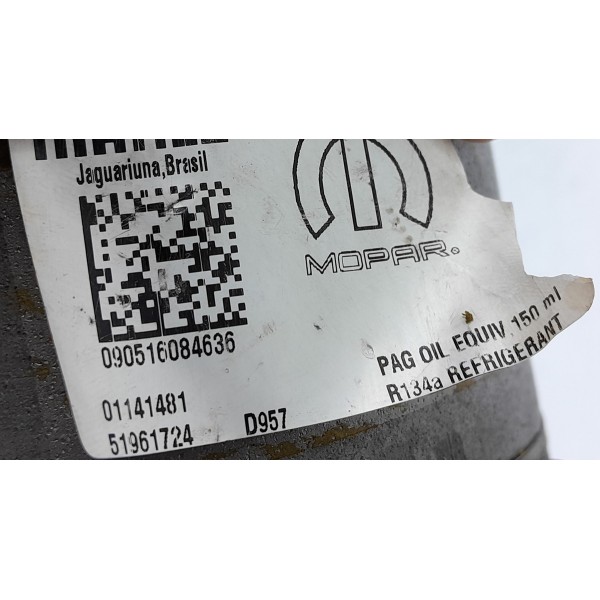 Jaguariuna,Brasil
MOPAR®
090516084636
PAG OIL EQUIV 150 ml
R134a REFRIGERANT
01141481
51961724 D957